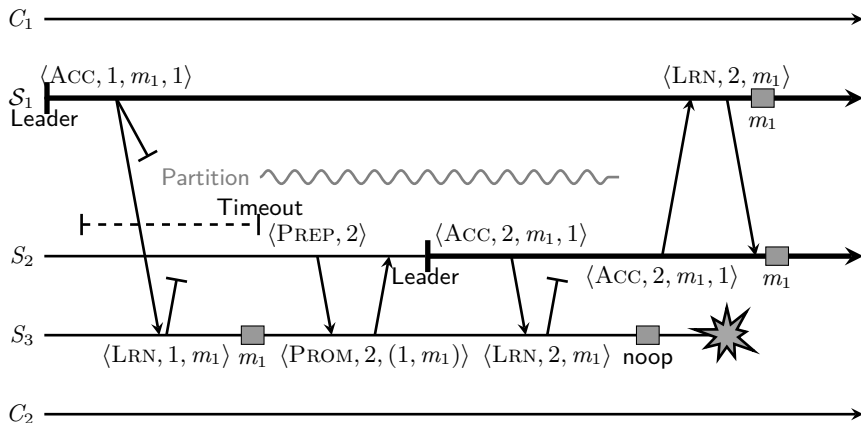 C₁
⟨ACC, 1, m₁, 1⟩ ⟨LRN, 2, m₁⟩
S₁
Leader m₁
Partition
Timeout
⟨PREP, 2⟩ ⟨ACC, 2, m₁, 1⟩
S₂
Leader ⟨ACC, 2, m₁, 1⟩ m₁
S₃
⟨LRN, 1, m₁⟩ m₁ ⟨PROM, 2, (1, m₁)⟩ ⟨LRN, 2, m₁⟩ noop
C₂